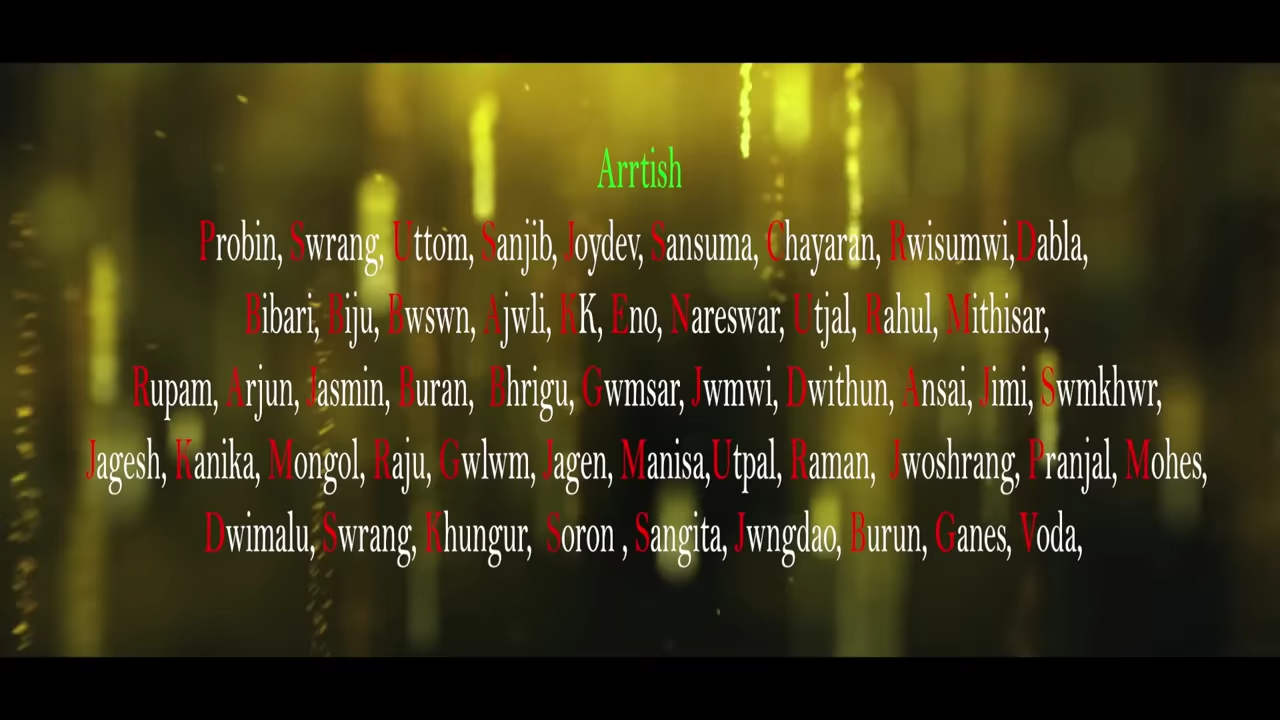 Arrtish
Probin, Swrang, Uttom, Sanjib, Joydev, Sansuma, Chayaran, Rwisumwi,Dabla,
Bibari, Biju, Bwswn, Ajwli, KK, Eno, Nareswar, Utjal, Rahul, Mithisar,
Rupam, Arjun, Jasmin, Buran, Bhrigu, Gwmsar, Jwmwi, Dwithun, Ansai, Jimi, Swmkhwr,
Jagesh, Kanika, Mongol, Raju, Gwlwm, Jagen, Manisa,Utpal, Raman, Jwoshrang, Pranjal, Mohes,
Dwimalu, Swrang, Khungur, Soron , Sangita, Jwngdao, Burun, Ganes, Voda,